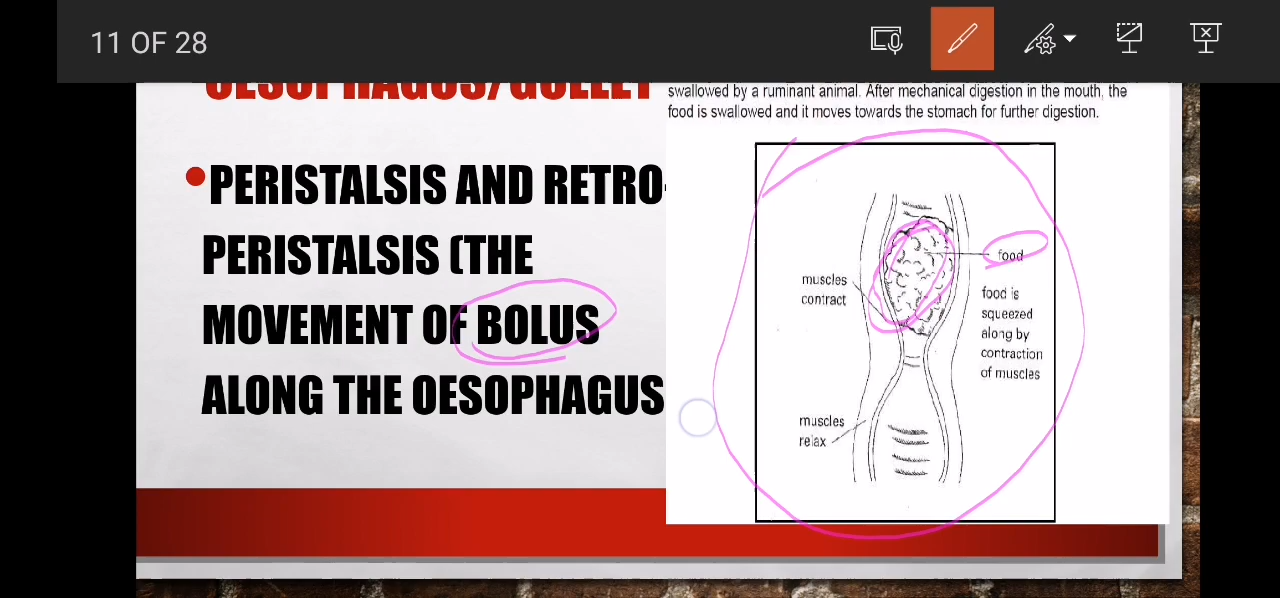 11 OF 28
OESOPHAGUS/GULLET
PERISTALSIS AND RETRO-
PERISTALSIS (THE
MOVEMENT OF BOLUS
ALONG THE OESOPHAGUS
swallowed by a ruminant animal. After mechanical digestion in the mouth, the
food is swallowed and it moves towards the stomach for further digestion.
food
muscles
contract
food is
squeezed
along by
contraction
of muscles
muscles
relax